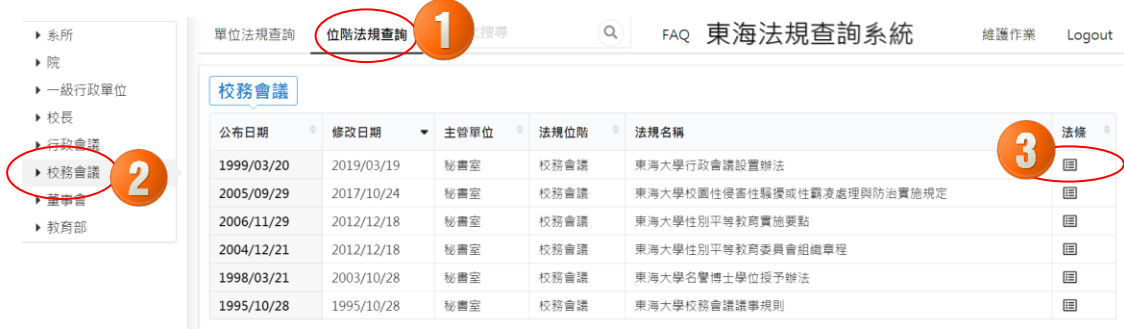 系所
院
一級行政單位
校長
行政會議
校務會議
董事會
教育部
單位法規查詢 位階法規查詢 搜尋 FAQ 東海法規查詢系統 維護作業 Logout
1
2
3
校務會議
公布日期 修改日期 主管單位 法規位階 法規名稱 法條
1999/03/20 2019/03/19 秘書室 校務會議 東海大學行政會議設置辦法
2005/09/29 2017/10/24 秘書室 校務會議 東海大學校園性侵害性騷擾或性霸凌處理與防治實施規定
2006/11/29 2012/12/18 秘書室 校務會議 東海大學性別平等教育實施要點
2004/12/21 2012/12/18 秘書室 校務會議 東海大學性別平等教育委員會組織章程
1998/03/21 2003/10/28 秘書室 校務會議 東海大學名譽博士學位授予辦法
1995/10/28 1995/10/28 秘書室 校務會議 東海大學校務會議議事規則